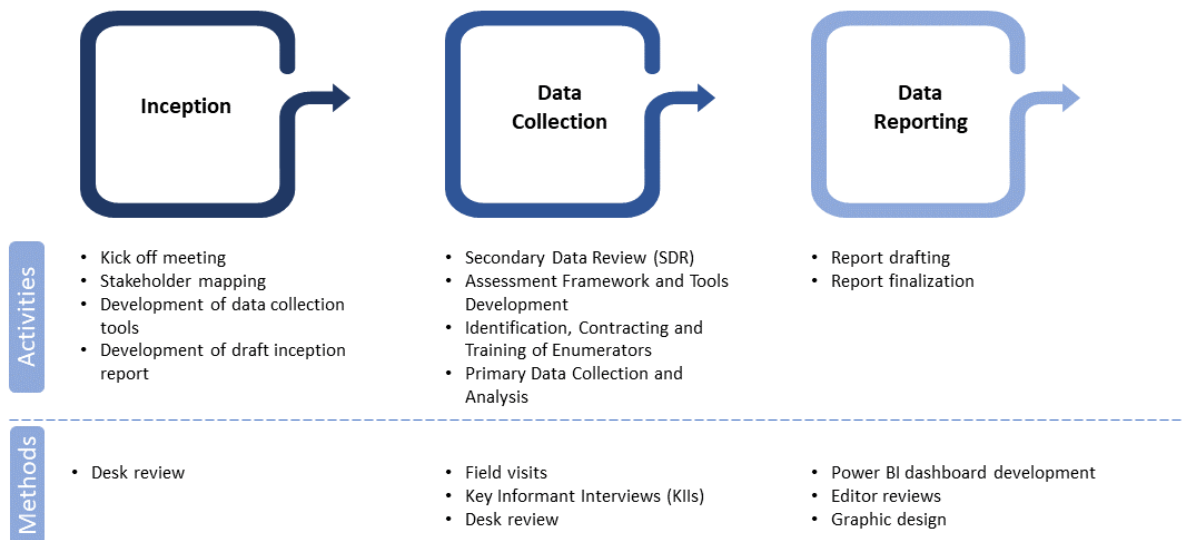 Inception
Data
Collection
Data
Reporting
Activities
• Kick off meeting
• Stakeholder mapping
• Development of data collection
tools
• Development of draft inception
report
• Secondary Data Review (SDR)
• Assessment Framework and Tools
Development
• Identification, Contracting and
Training of Enumerators
• Primary Data Collection and
Analysis
• Report drafting
• Report finalization
Methods
• Desk review
• Field visits
• Key Informant Interviews (KIIs)
• Desk review
• Power BI dashboard development
• Editor reviews
• Graphic design